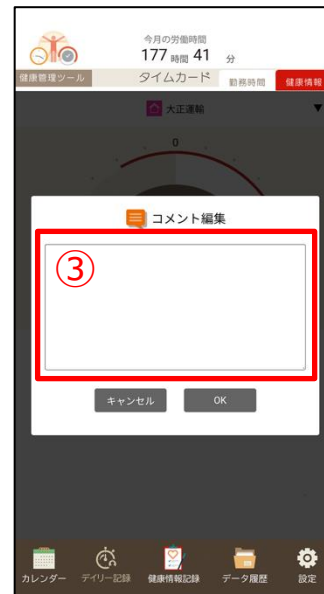 今月の労働時間
177 時間 41 分
健康管理ツール
タイムカード
勤務時間
健康情報
大正運輸 ▼
0
コメント編集
③
キャンセル
OK
カレンダー
デイリー記録
健康情報記録
データ履歴
設定